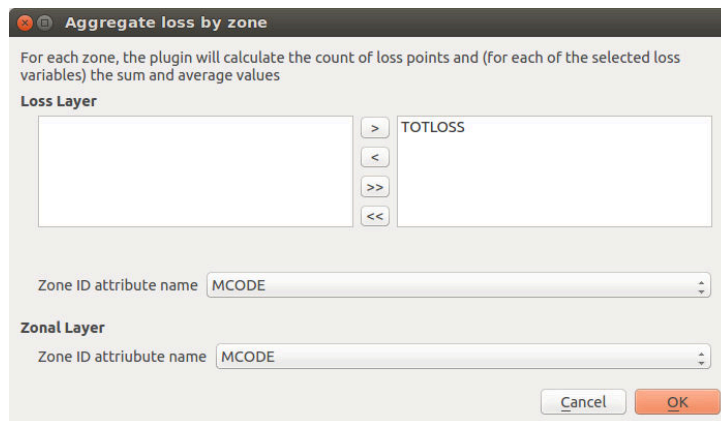 Aggregate loss by zone
For each zone, the plugin will calculate the count of loss points and (for each of the selected loss
variables) the sum and average values
Loss Layer
>
TOTLOSS
<
>>
<<
Zone ID attribute name MCODE
Zonal Layer
Zone ID attriubute name MCODE
Cancel OK